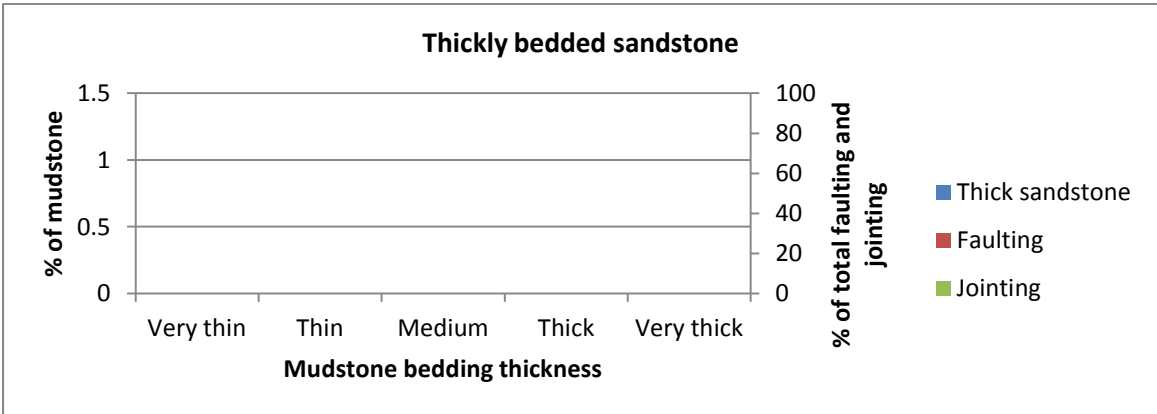 Thickly bedded sandstone
% of mudstone
1.5
1
0.5
0
100
80
60
40
20
0
% of total faulting and
jointing
Very thin Thin Medium Thick Very thick
Mudstone bedding thickness
Thick sandstone
Faulting
Jointing